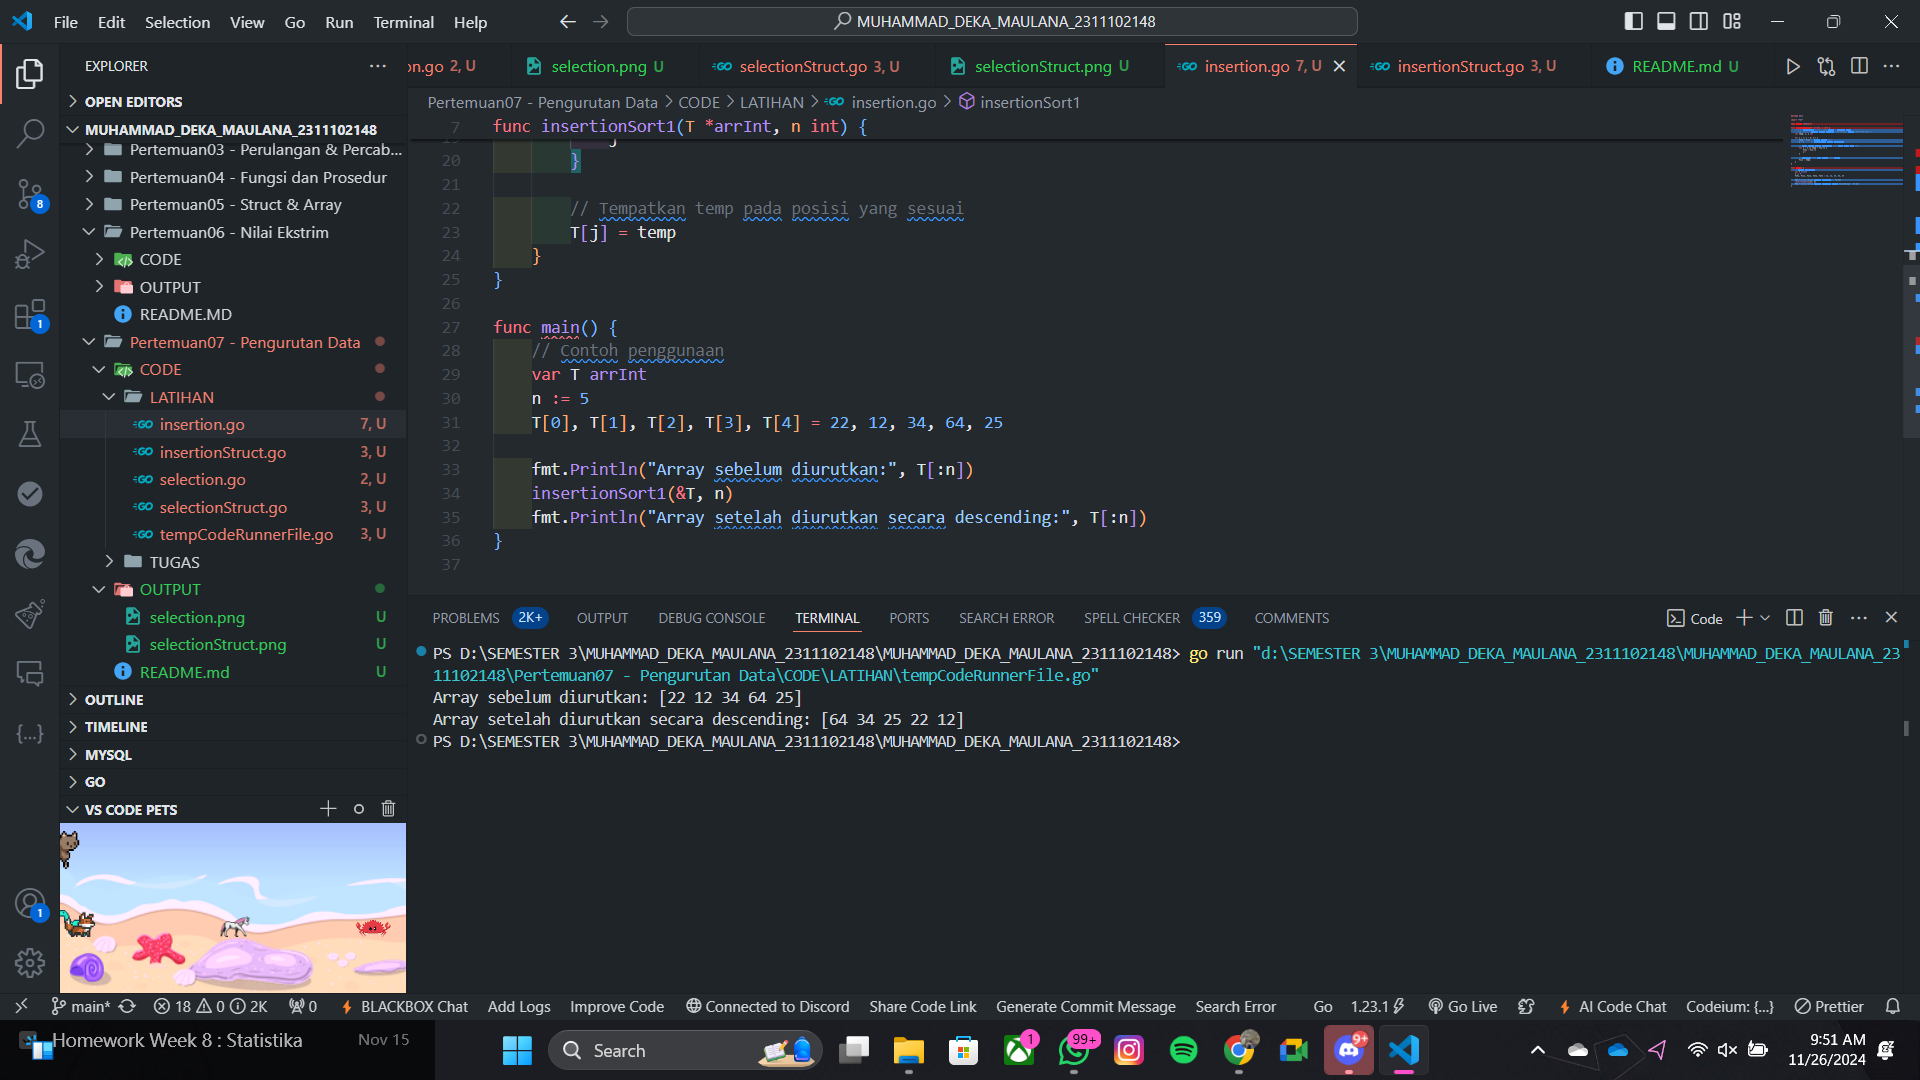 File Edit Selection View Go Run Terminal Help
MUHAMMAD_DEKA_MAULANA_2311102148
EXPLORER
on.go 2, U
selection.png U
selectionStruct.go 3, U
selectionStruct.png U
insertion.go 7, U
insertionStruct.go 3, U
README.md U
OPEN EDITORS
MUHAMMAD_DEKA_MAULANA_2311102148
Pertemuan03 - Perulangan & Percab...
Pertemuan04 - Fungsi dan Prosedur
Pertemuan05 - Struct & Array
Pertemuan06 - Nilai Ekstrim
CODE
OUTPUT
README.MD
Pertemuan07 - Pengurutan Data
CODE
LATIHAN
insertion.go 7, U
insertionStruct.go 3, U
selection.go 2, U
selectionStruct.go 3, U
tempCodeRunnerFile.go 3, U
TUGAS
OUTPUT
selection.png U
selectionStruct.png U
README.md U
OUTLINE
TIMELINE
MYSQL
GO
VS CODE PETS
8
1
1
Pertemuan07 - Pengurutan Data > CODE > LATIHAN > insertion.go > insertionSort1
7 func insertionSort1(T *arrInt, n int) {
20 }
21
22 // Tempatkan temp pada posisi yang sesuai
23 T[j] = temp
24 }
25 }
26
27 func main() {
28 // Contoh penggunaan
29 var T arrInt
30 n := 5
31 T[0], T[1], T[2], T[3], T[4] = 22, 12, 34, 64, 25
32
33 fmt.Println("Array sebelum diurutkan:", T[:n])
34 insertionSort1(&T, n)
35 fmt.Println("Array setelah diurutkan secara descending:", T[:n])
36 }
37
PROBLEMS 2K+ OUTPUT DEBUG CONSOLE TERMINAL PORTS SEARCH ERROR SPELL CHECKER 359 COMMENTS
Code
PS D:\SEMESTER 3\MUHAMMAD_DEKA_MAULANA_2311102148\MUHAMMAD_DEKA_MAULANA_2311102148> go run "d:\SEMESTER 3\MUHAMMAD_DEKA_MAULANA_2311102148\MUHAMMAD_DEKA_MAULANA_23
11102148\Pertemuan07 - Pengurutan Data\CODE\LATIHAN\tempCodeRunnerFile.go"
Array sebelum diurutkan: [22 12 34 64 25]
Array setelah diurutkan secara descending: [64 34 25 22 12]
PS D:\SEMESTER 3\MUHAMMAD_DEKA_MAULANA_2311102148\MUHAMMAD_DEKA_MAULANA_2311102148>
main* 18 0 2K 0 BLACKBOX Chat Add Logs Improve Code Connected to Discord Share Code Link Generate Commit Message Search Error Go 1.23.1 Go Live AI Code Chat Codeium: {...} Prettier
Homework Week 8 : Statistika Nov 15
Search
1
99+
9+
9:51 AM
11/26/2024